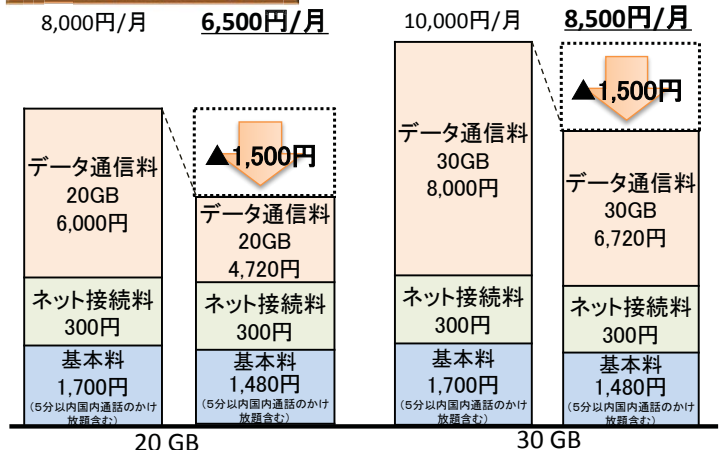 8,000円/月
6,500円/月
データ通信料
20GB
6,000円
ネット接続料
300円
基本料
1,700円
(5分以内国内通話のかけ
放題含む)
▲1,500円
データ通信料
20GB
4,720円
ネット接続料
300円
基本料
1,480円
(5分以内国内通話のかけ
放題含む)
20 GB
10,000円/月
8,500円/月
データ通信料
30GB
8,000円
ネット接続料
300円
基本料
1,700円
(5分以内国内通話のかけ
放題含む)
▲1,500円
データ通信料
30GB
6,720円
ネット接続料
300円
基本料
1,480円
(5分以内国内通話のかけ
放題含む)
30 GB